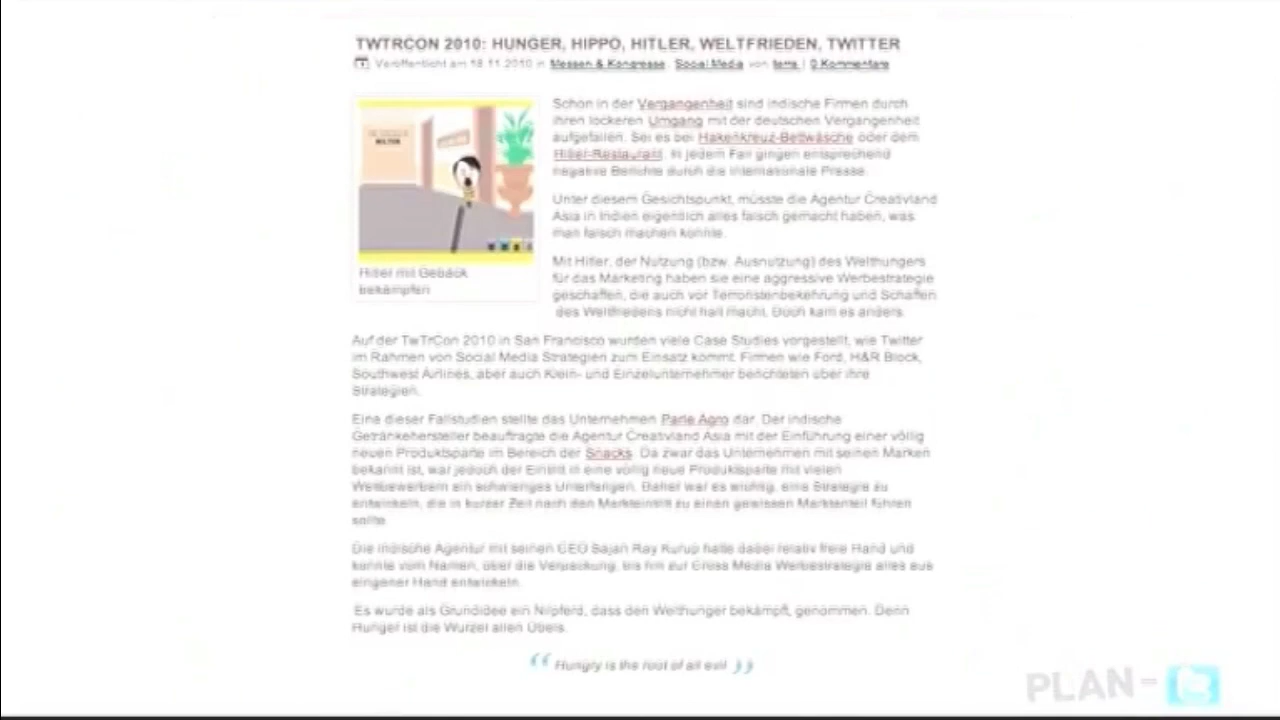 TWTRCON 2010: HUNGER, HIPPO, HITLER, WELTFRIEDEN, TWITTER
Veröffentlicht am 18.11.2010 in Messen & Kongresse, Social Media von | 0 Kommentare
Schon in der Vergangenheit sind indische Firmen durch
ihren lockeren Umgang mit der deutschen Vergangenheit
aufgefallen. Sei es bei Hakenkreuz-Bettwäsche oder dem
Hitler-Restaurant. In jedem Fall gingen entsprechend
negative Berichte durch die internationale Presse.
Unter diesem Gesichtspunkt, müsste die Agentur Creativland
Asia in Indien eigentlich alles falsch gemacht haben, was
man falsch machen konnte.
Mit Hitler, der Nutzung (bzw. Ausnutzung) des Welthungers
für das Marketing haben sie eine aggressive Werbestrategie
geschaffen, die auch vor Terroristenbekehrung und Schaffen
des Weltfriedens nicht halt macht. Doch kam es anders.
Hitler mit Gebäck
bekämpfen
Auf der TwTrCon 2010 in San Francisco wurden viele Case Studies vorgestellt, wie Twitter
im Rahmen von Social Media Strategien zum Einsatz kommt. Firmen wie Ford, H&R Block,
Southwest Airlines, aber auch Klein- und Einzelunternehmer berichteten über ihre
Strategien.
Eine dieser Fallstudien stellte das Unternehmen Parle Agro dar. Der indische
Getränkehersteller beauftragte die Agentur Creativland Asia mit der Einführung einer völlig
neuen Produktsparte im Bereich der Snacks. Da zwar das Unternehmen mit seinen Marken
bekannt ist, war jedoch der Eintritt in eine völlig neue Produktsparte mit vielen
Wettbewerbern ein schwieriges Unterfangen. Daher war es wichtig, eine Strategie zu
entwickeln, die in kurzer Zeit nach den Markteintritt zu einen gewissen Marktanteil führen
sollte.
Die indische Agentur mit seinen CEO Sajan Ray Kurup hatte dabei relativ freie Hand und
konnte vom Namen, über die Verpackung, bis hin zur Cross Media Werbestrategie alles aus
eingener Hand entwickeln.
Es wurde als Grundidee ein Nilpferd, dass den Welthunger bekämpft, genommen. Denn
Hunger ist die Wurzel allen Übels.
“ Hungry is the root of all evil ”
PLAN-